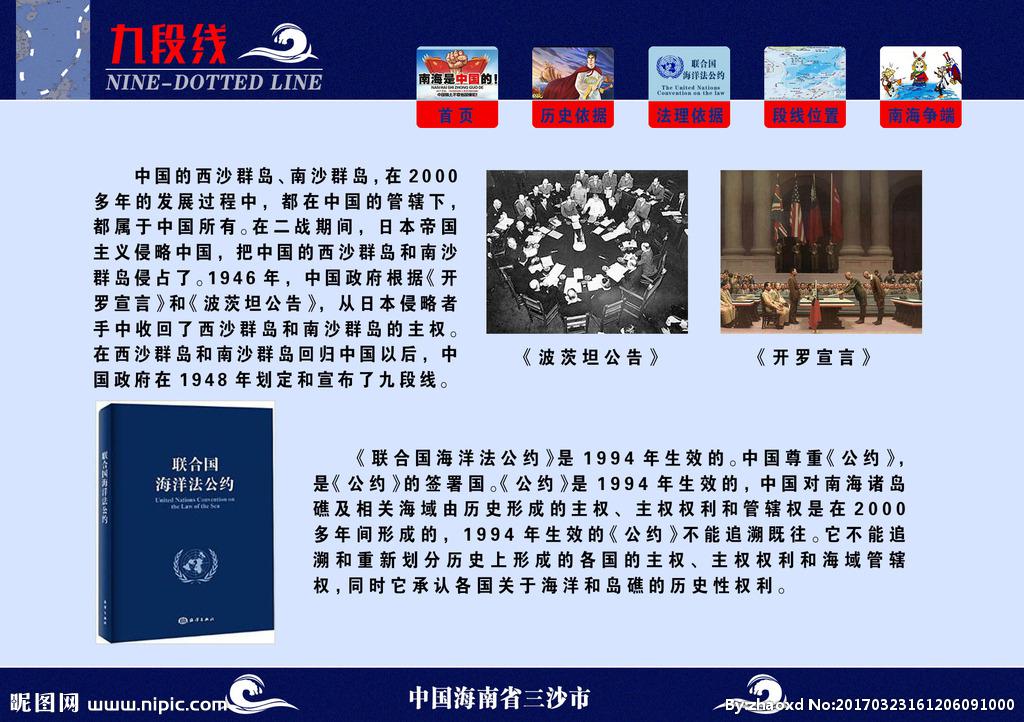 九段线
NINE-DOTTED LINE
南海是中国的!
NAN HAI SHI ZHONG GUO DE
联合国
海洋法公约
The United Nations
Convention on the law
首页
历史依据
法理依据
段线位置
南海争端
中国的西沙群岛、南沙群岛,在2000
多年的发展过程中，都在中国的管辖下,
都属于中国所有。在二战期间，日本帝国
主义侵略中国，把中国的西沙群岛和南沙
群岛侵占了。1946年，中国政府根据《开
罗宣言》和《波茨坦公告》，从日本侵略者
手中收回了西沙群岛和南沙群岛的主权。
在西沙群岛和南沙群岛回归中国以后，中
国政府在1948年划定和宣布了九段线。
《波茨坦公告》
《开罗宣言》
联合国海洋法公约
联合国
海洋法公约
United Nations Convention on
the Law of the Sea
海洋出版社
《联合国海洋法公约》是1994年生效的。中国尊重《公约》,
是《公约》的签署国。《公约》是1994年生效的，中国对南海诸岛
礁及相关海域由历史形成的主权、主权权利和管辖权是在2000
多年间形成的，1994年生效的《公约》不能追溯既往。它不能追
溯和重新划分历史上形成的各国的主权、主权权利和海域管辖
权,同时它承认各国关于海洋和岛礁的历史性权利。
昵图网 www.nipic.com
中国海南省三沙市
By:zhaoxd No:20170323161206091000